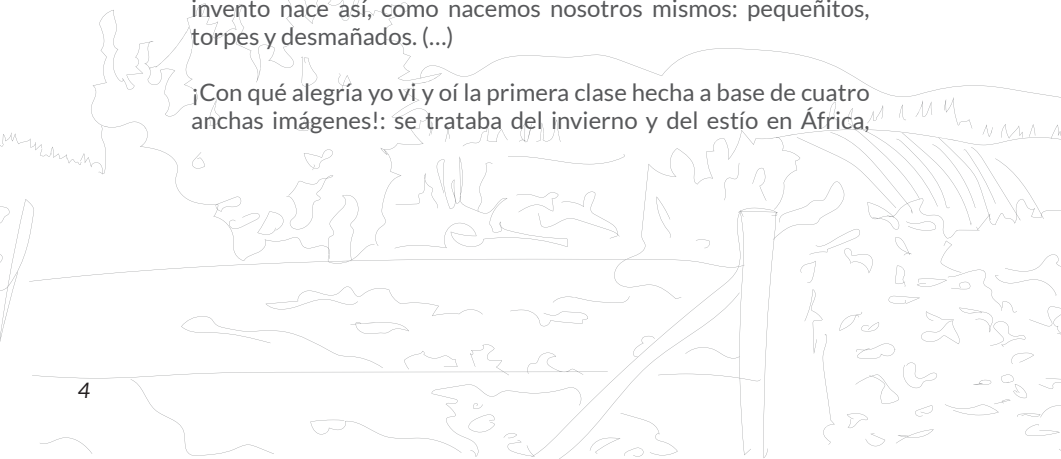 invento nace así, como nacemos nosotros mismos: pequeñitos,
torpes y desmañados. (...)
¡Con qué alegría yo vi y oí la primera clase hecha a base de cuatro
anchas imágenes!: se trataba del invierno y del estío en África,
4